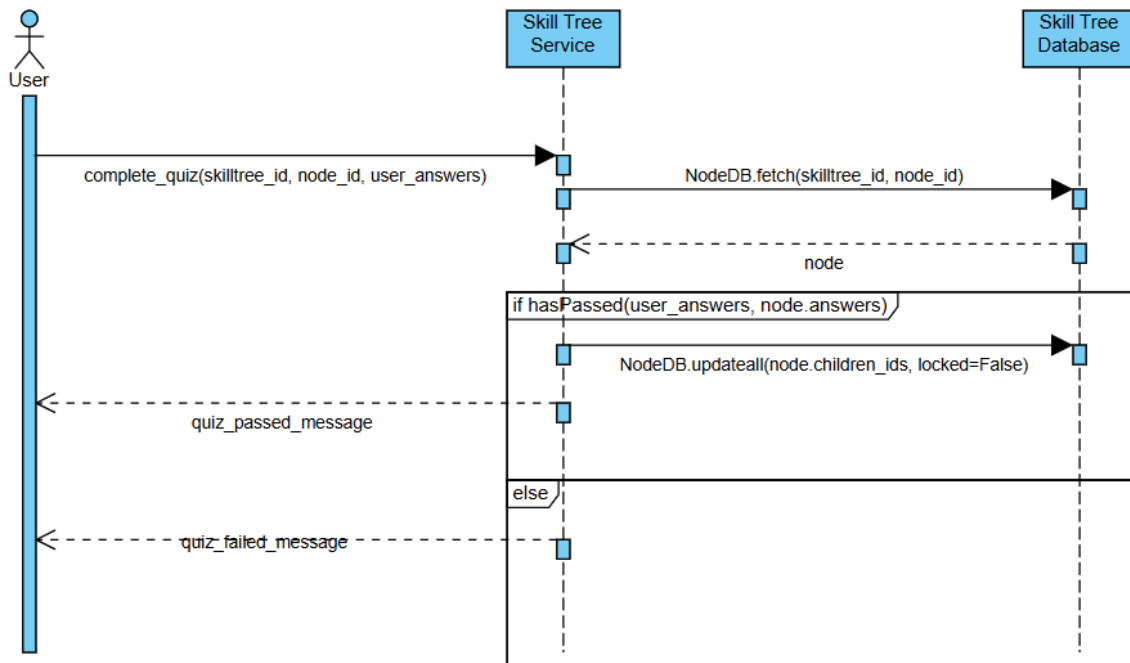 User
Skill Tree
Service
Skill Tree
Database
complete_quiz(skilltree_id, node_id, user_answers)
NodeDB.fetch(skilltree_id, node_id)
node
if hasPassed(user_answers, node.answers)
NodeDB.updateall(node.children_ids, locked=False)
quiz_passed_message
else
quiz_failed_message